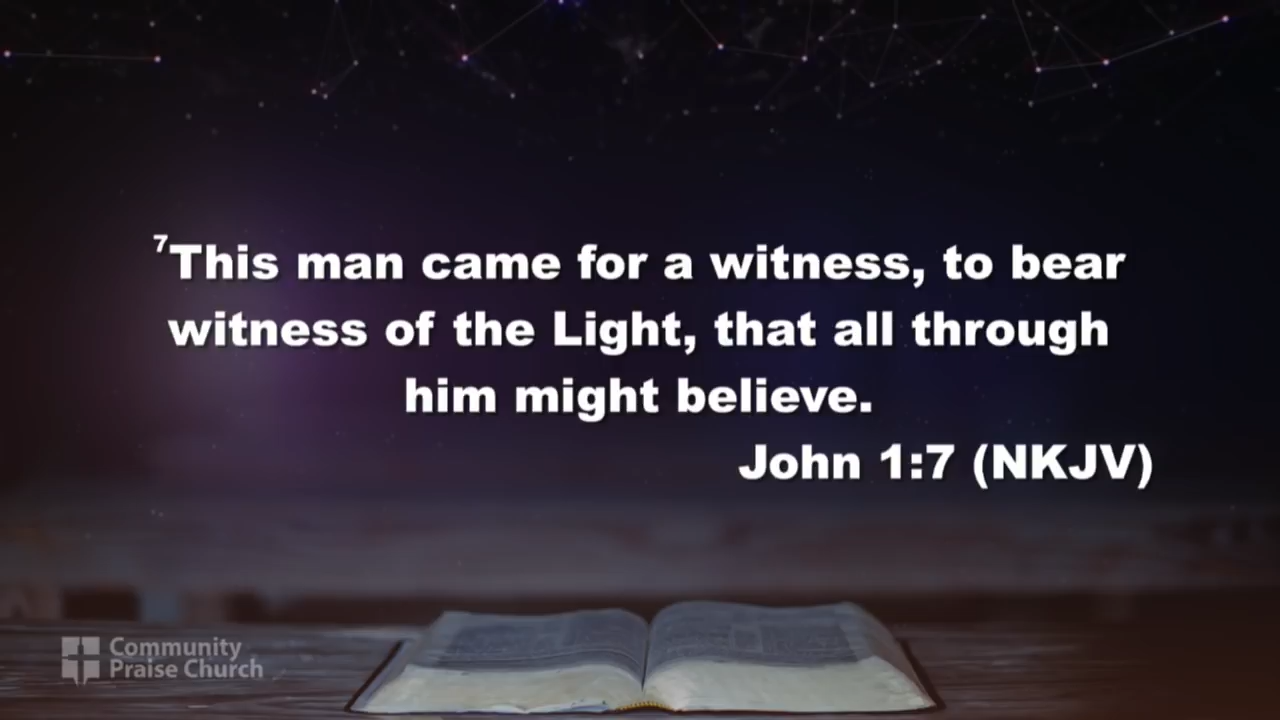 ⁷This man came for a witness, to bear
witness of the Light, that all through
him might believe.
John 1:7 (NKJV)
Community
Praise Church